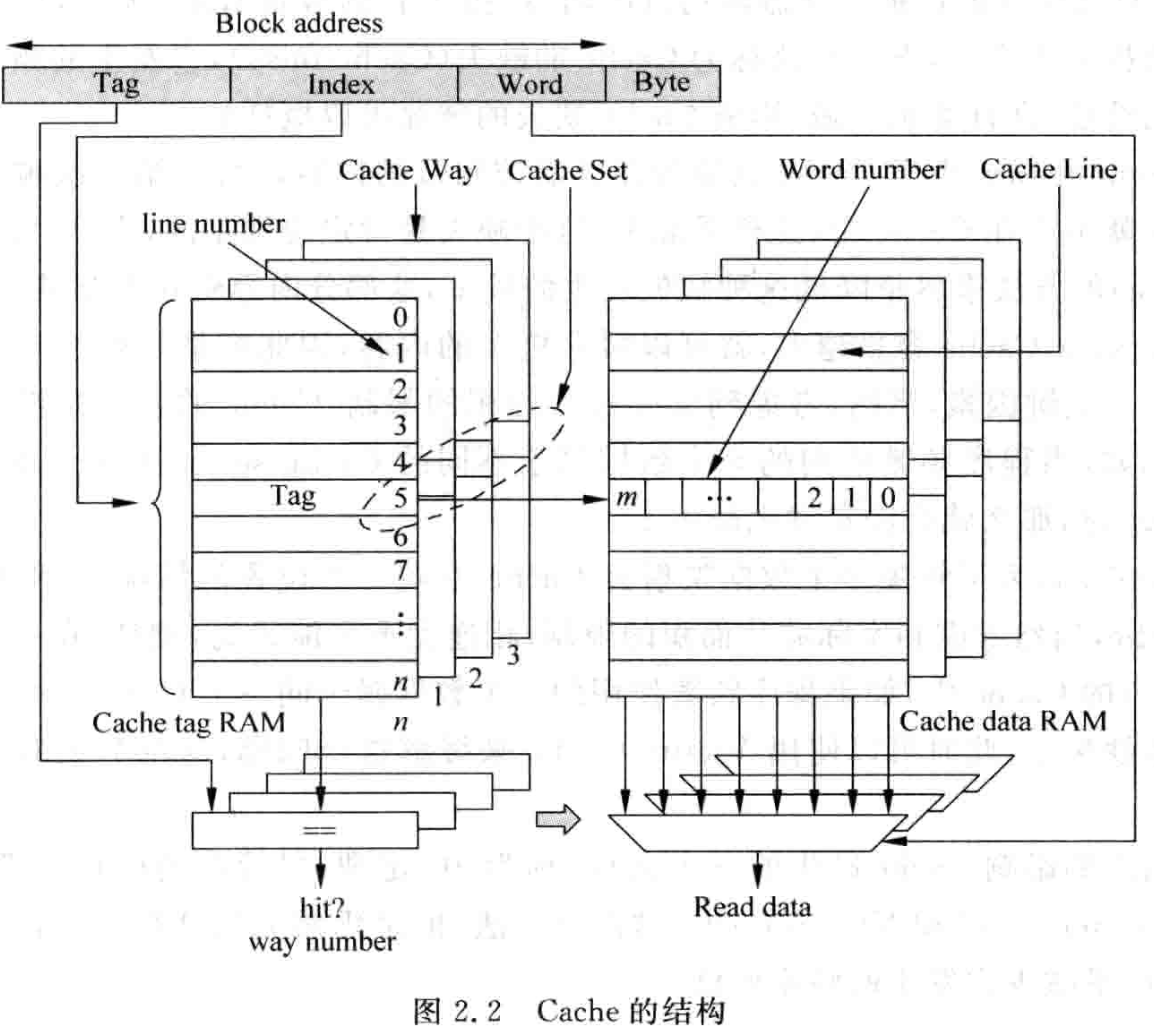 Block address
Tag Index Word Byte
Cache Way Cache Set Word number Cache Line
line number
0
1
2
3
4
Tag 5 m ... 2 1 0
6
7
⋮
n 1 2 3
Cache tag RAM n Cache data RAM
==
hit? Read data
way number
图 2.2 Cache 的结构